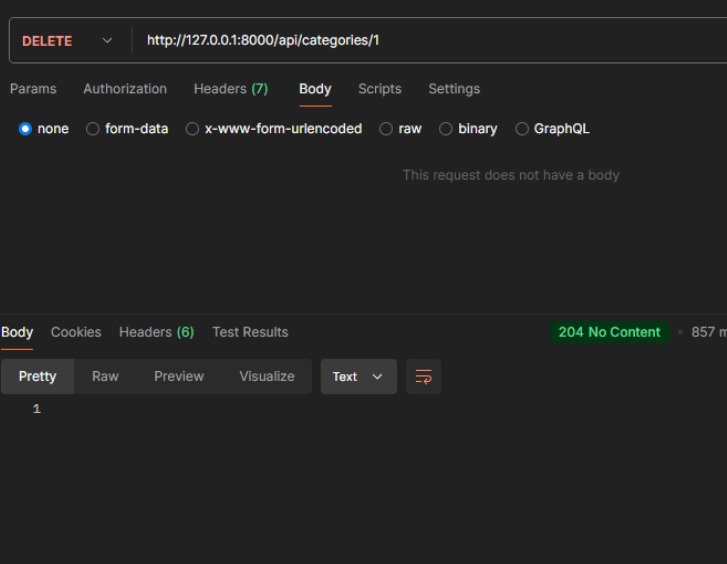 DELETE http://127.0.0.1:8000/api/categories/1
Params Authorization Headers (7) Body Scripts Settings
none form-data x-www-form-urlencoded raw binary GraphQL
This request does not have a body
Body Cookies Headers (6) Test Results 204 No Content 857 m
Pretty Raw Preview Visualize Text
1